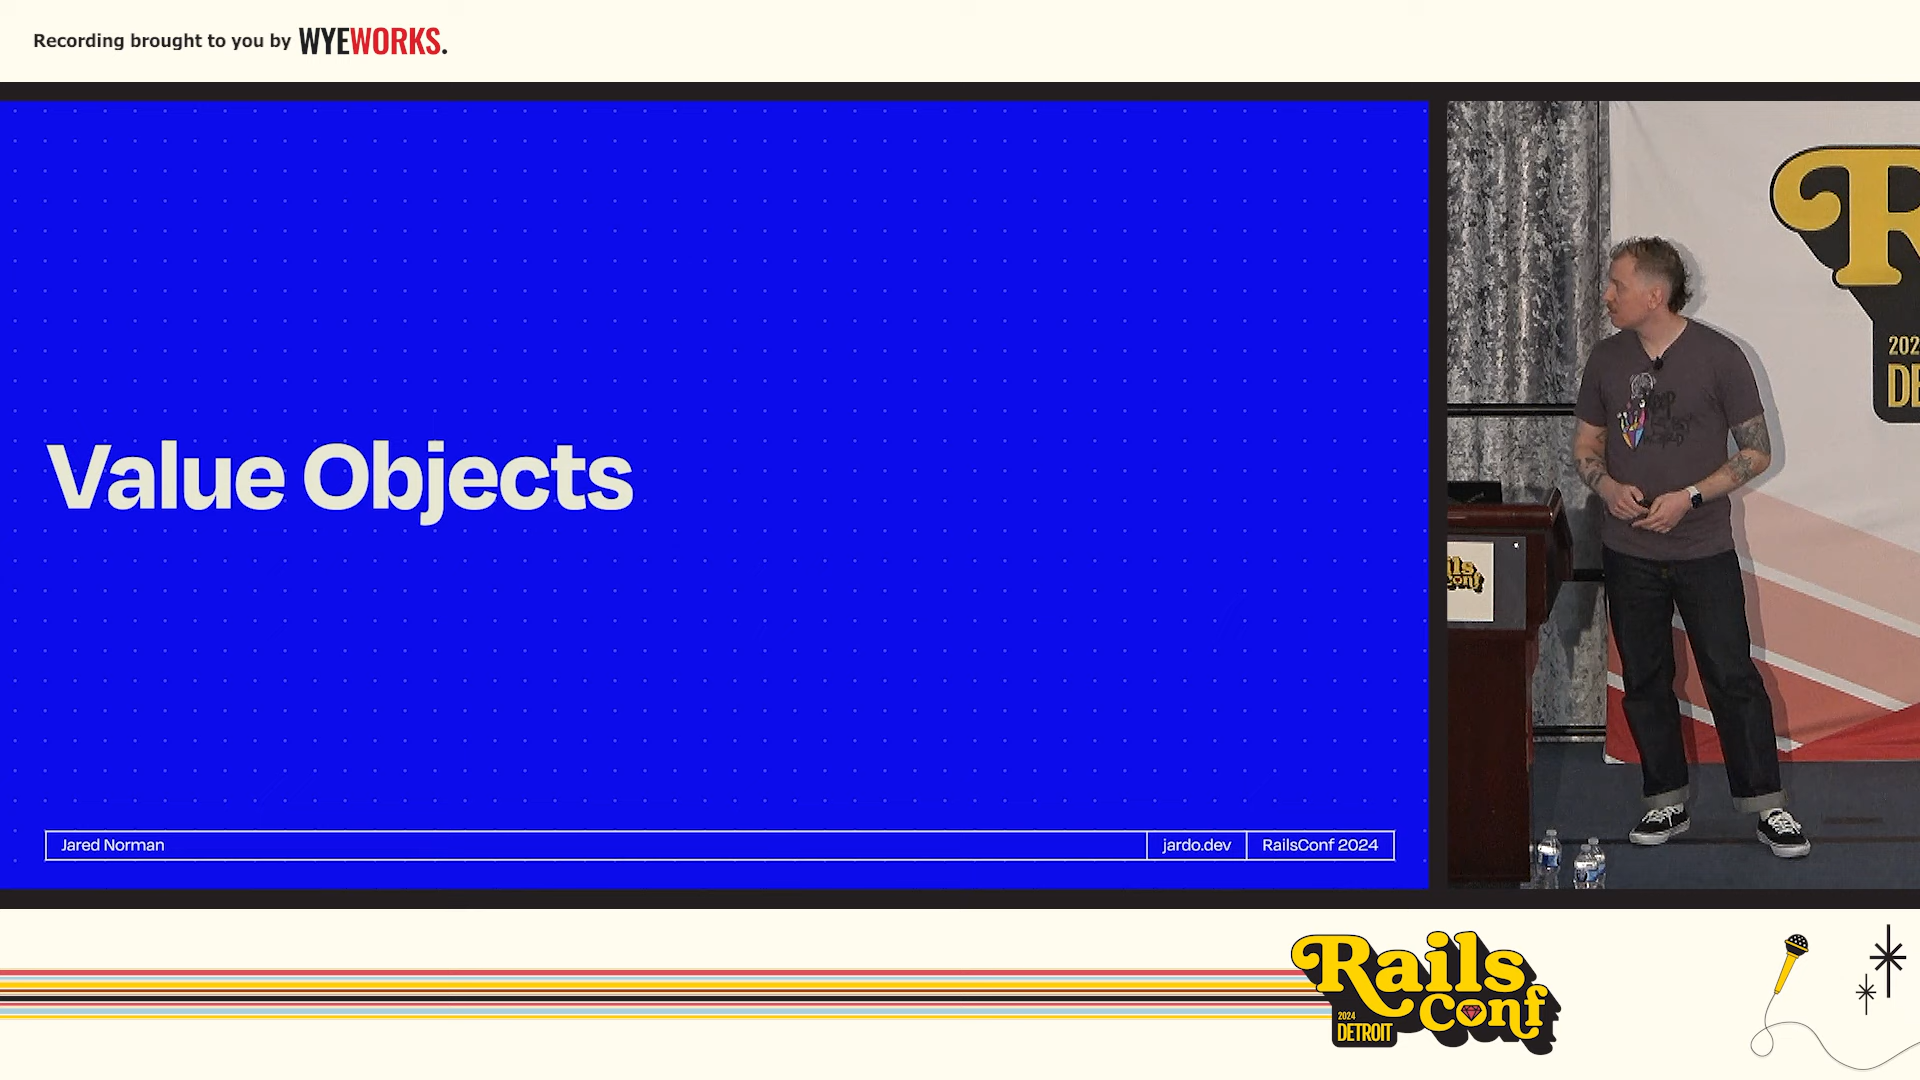 Recording brought to you by WYEWORKS.
Value Objects
Jared Norman
jardo.dev
RailsConf 2024
Rails
Conf
2024
DETROIT